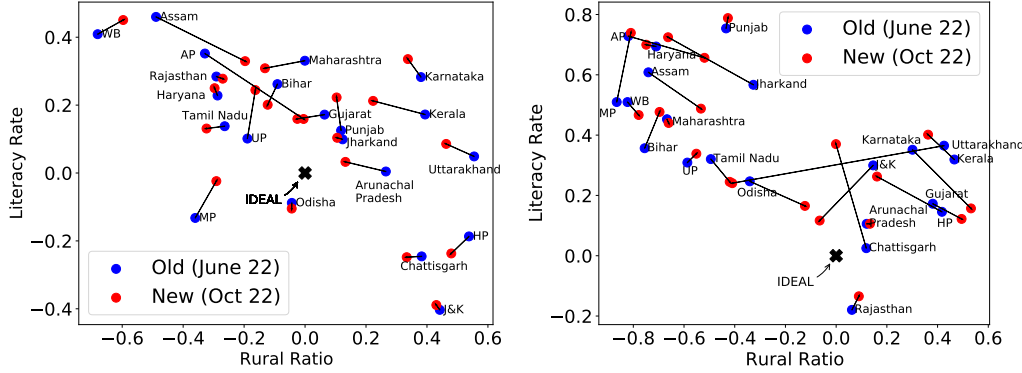 0.4
0.2
0.0
−0.2
−0.4
Literacy Rate
WB
Assam
AP
Maharashtra
Rajasthan
Bihar
Karnataka
Haryana
Tamil Nadu
Gujarat
Kerala
UP
Punjab
Jharkhand
Uttarakhand
Arunachal
Pradesh
IDEAL
Odisha
MP
HP
Chattisgarh
J&K
Old (June 22)
New (Oct 22)
−0.6
−0.4
−0.2
0.0
0.2
0.4
0.6
Rural Ratio
0.8
0.6
0.4
0.2
0.0
−0.2
Literacy Rate
Old (June 22)
New (Oct 22)
Punjab
AP
Haryana
Assam
Jharkhand
MP
WB
Maharashtra
Bihar
Karnataka
Uttarakhand
UP
Tamil Nadu
J&K
Kerala
Odisha
Gujarat
Arunachal
Pradesh
HP
Chattisgarh
IDEAL
Rajasthan
−0.8
−0.6
−0.4
−0.2
0.0
0.2
0.4
0.6
Rural Ratio